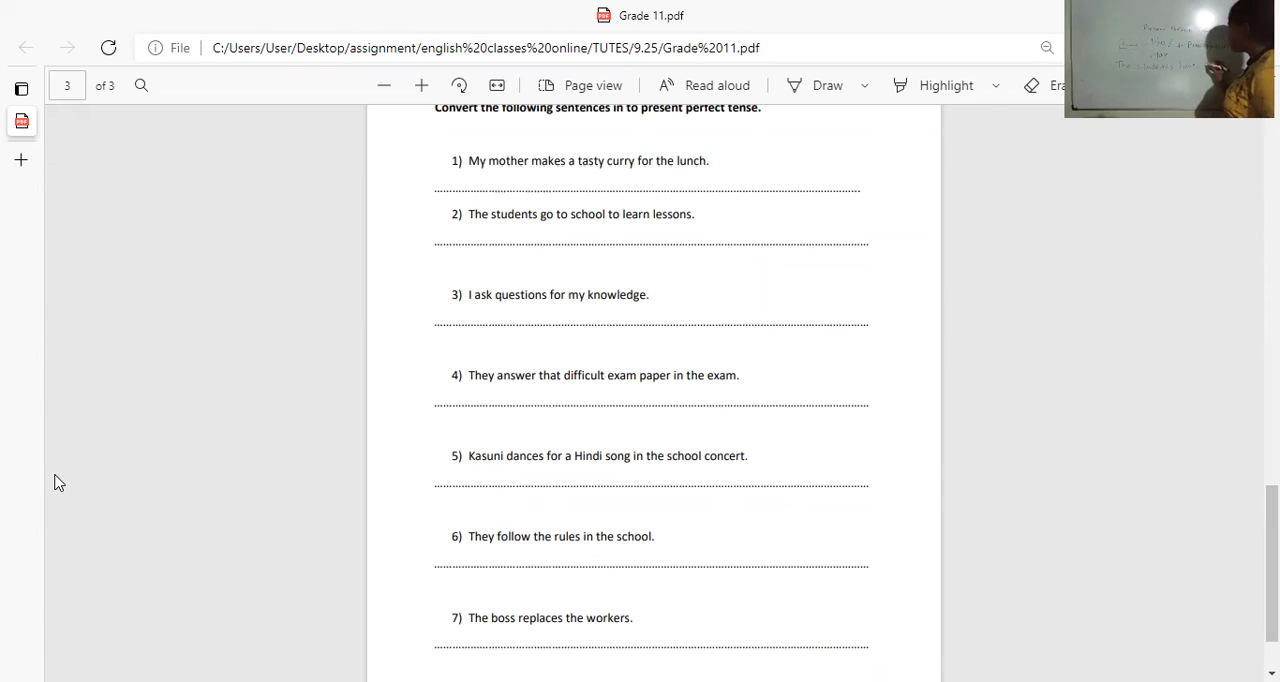 Grade 11.pdf
File C:/Users/User/Desktop/assignment/english%20classes%20online/TUTES/9.25/Grade%2011.pdf
3 of 3 Page view Read aloud Draw Highlight Era
Convert the following sentences in to present perfect tense.
1) My mother makes a tasty curry for the lunch.
2) The students go to school to learn lessons.
3) I ask questions for my knowledge.
4) They answer that difficult exam paper in the exam.
5) Kasuni dances for a Hindi song in the school concert.
6) They follow the rules in the school.
7) The boss replaces the workers.
The students have